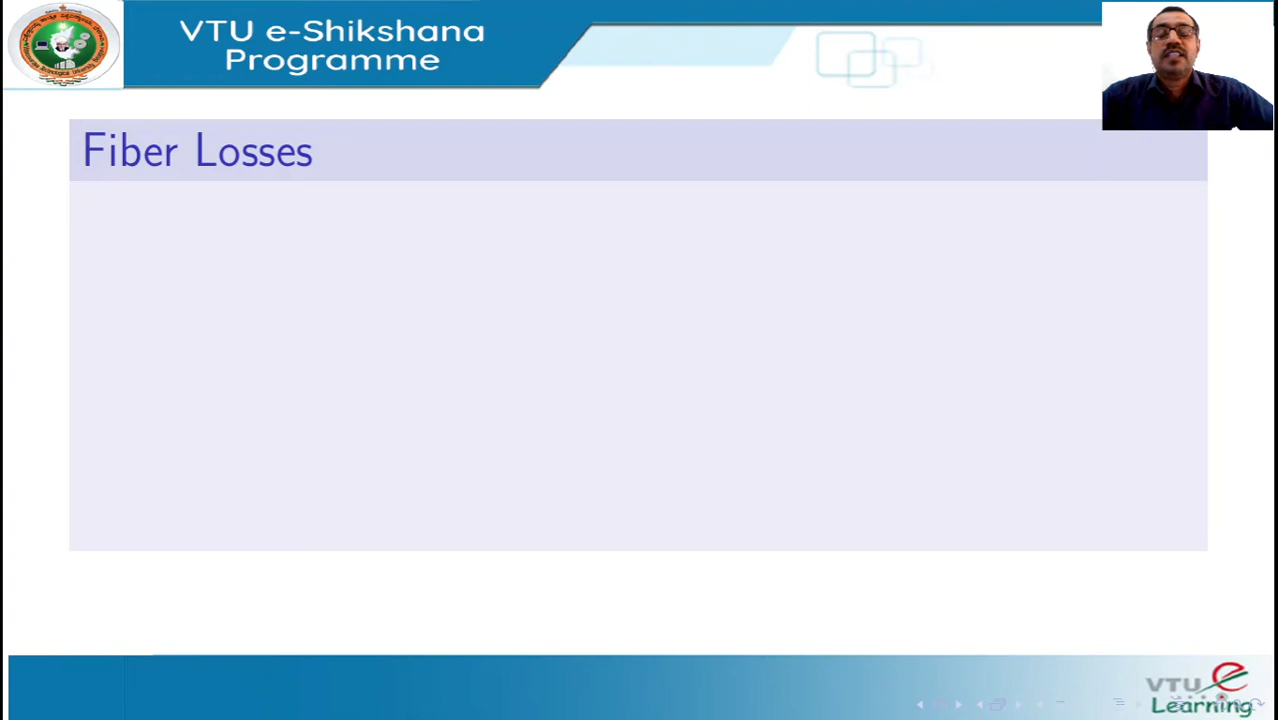 VTU e-Shikshana
Programme
Fiber Losses
VTU e
Learning